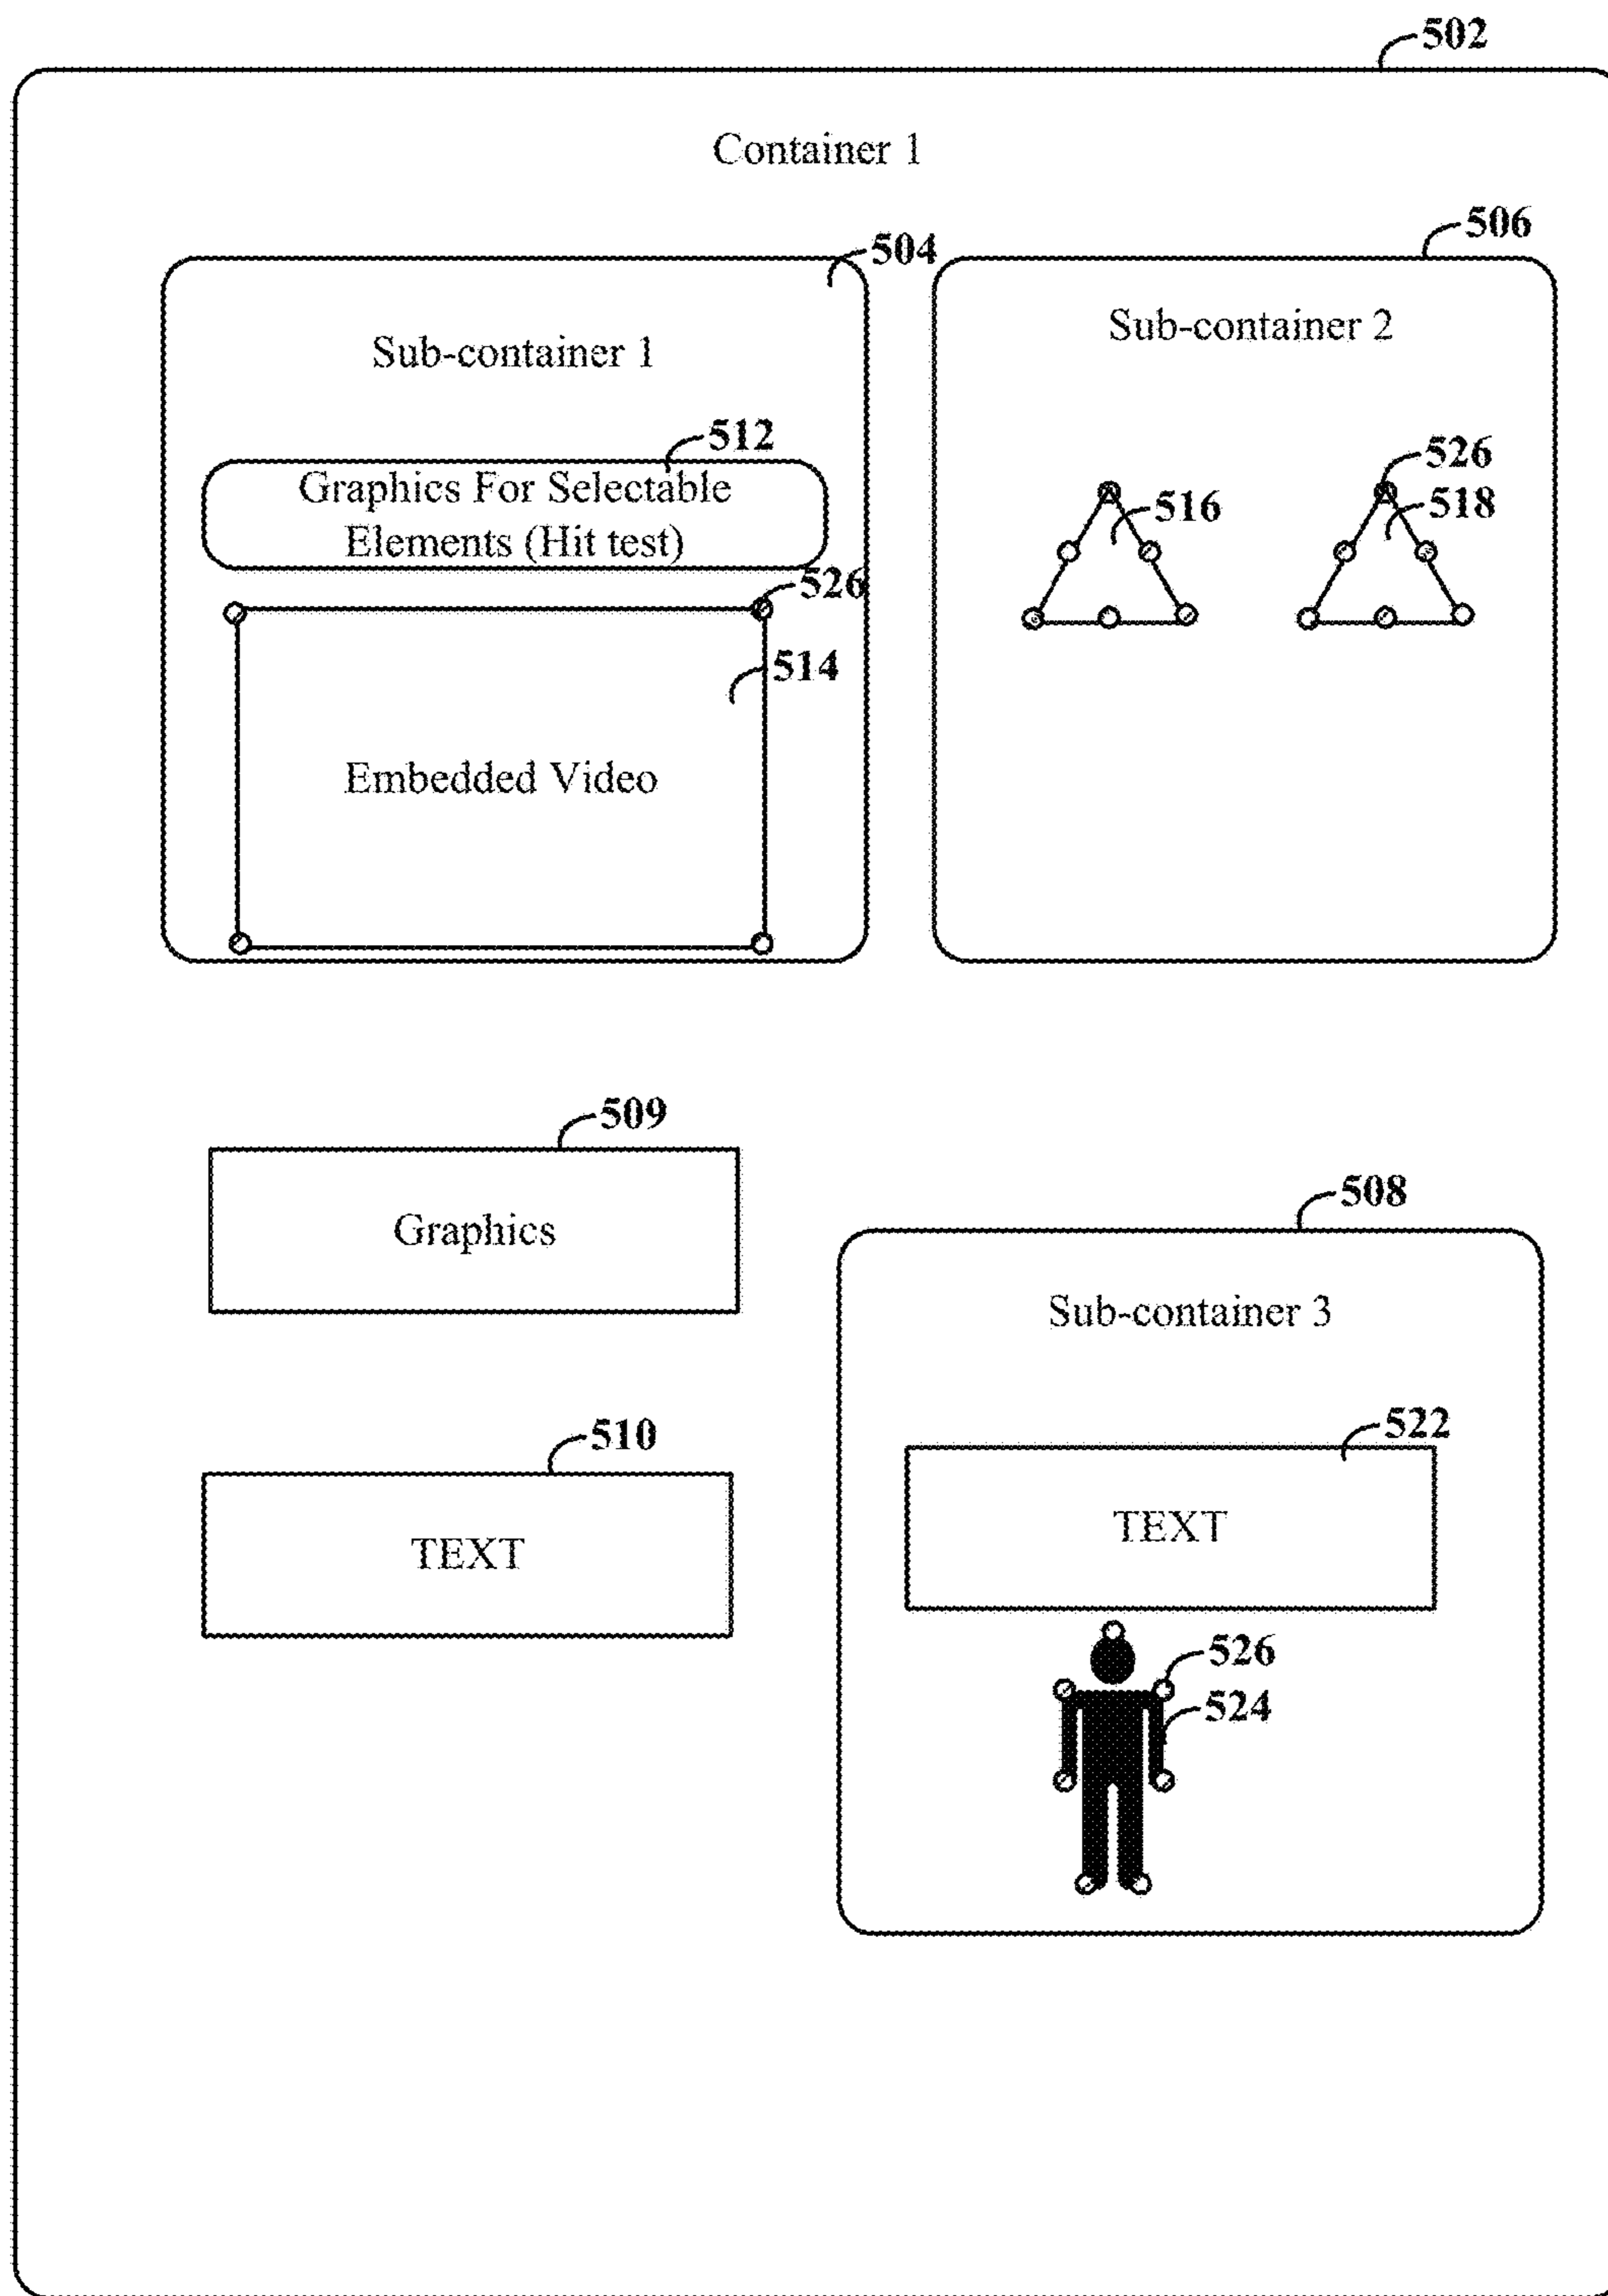 502
Container 1
504
506
Sub-container 1
Sub-container 2
512
Graphics For Selectable
Elements (Hit test)
526
514
Embedded Video
526
516
518
509
Graphics
508
Sub-container 3
510
TEXT
522
TEXT
526
524